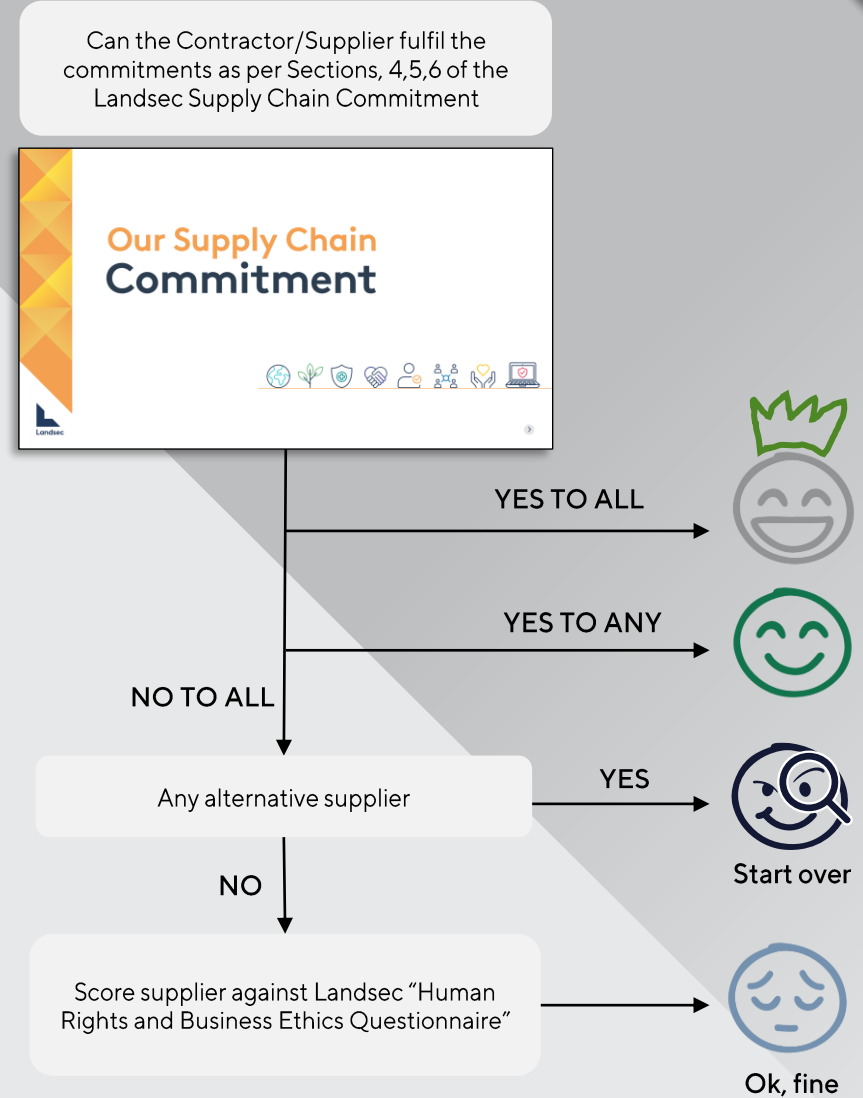 Can the Contractor/Supplier fulfil the
commitments as per Sections, 4,5,6 of the
Landsec Supply Chain Commitment
Our Supply Chain
Commitment
Landsec
YES TO ALL
YES TO ANY
NO TO ALL
Any alternative supplier
YES
Start over
NO
Score supplier against Landsec “Human
Rights and Business Ethics Questionnaire”
Ok, fine